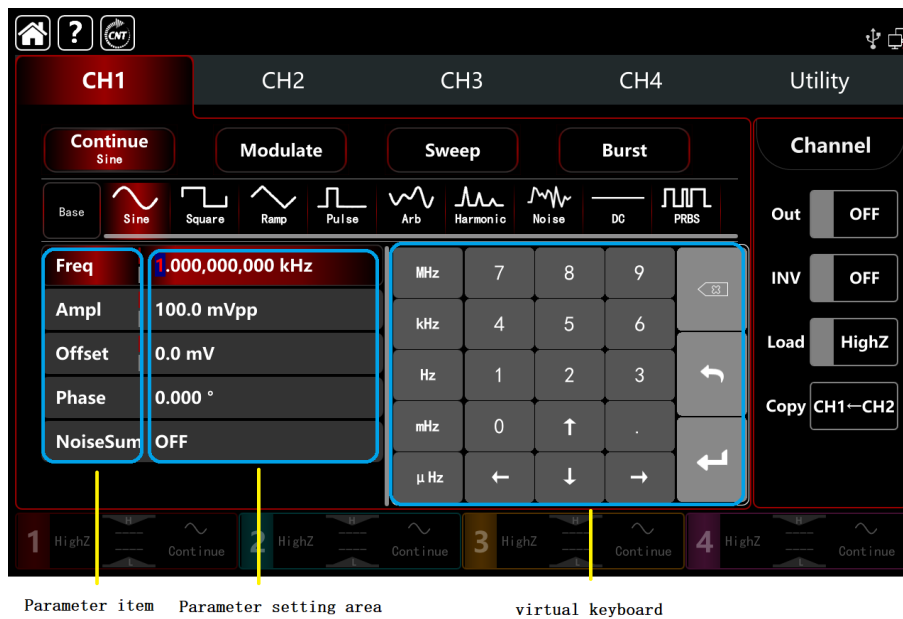 ? CNT
CH1 CH2 CH3 CH4 Utility
Continue
Sine
Modulate Sweep Burst Channel
Base Sine Square Ramp Pulse Arb Harmonic Noise DC PRBS
Out OFF
Freq 1.000,000,000 kHz MHz 7 8 9
INV OFF
Ampl 100.0 mVpp kHz 4 5 6
Load HighZ
Offset 0.0 mV Hz 1 2 3
Phase 0.000 °
Copy CH1←CH2
mHz 0 ↑ .
NoiseSum OFF
μHz ← ↓ →
1 HighZ H L Continue 2 HighZ H L Continue 3 HighZ H L Continue 4 HighZ H L Continue
Parameter item Parameter setting area virtual keyboard